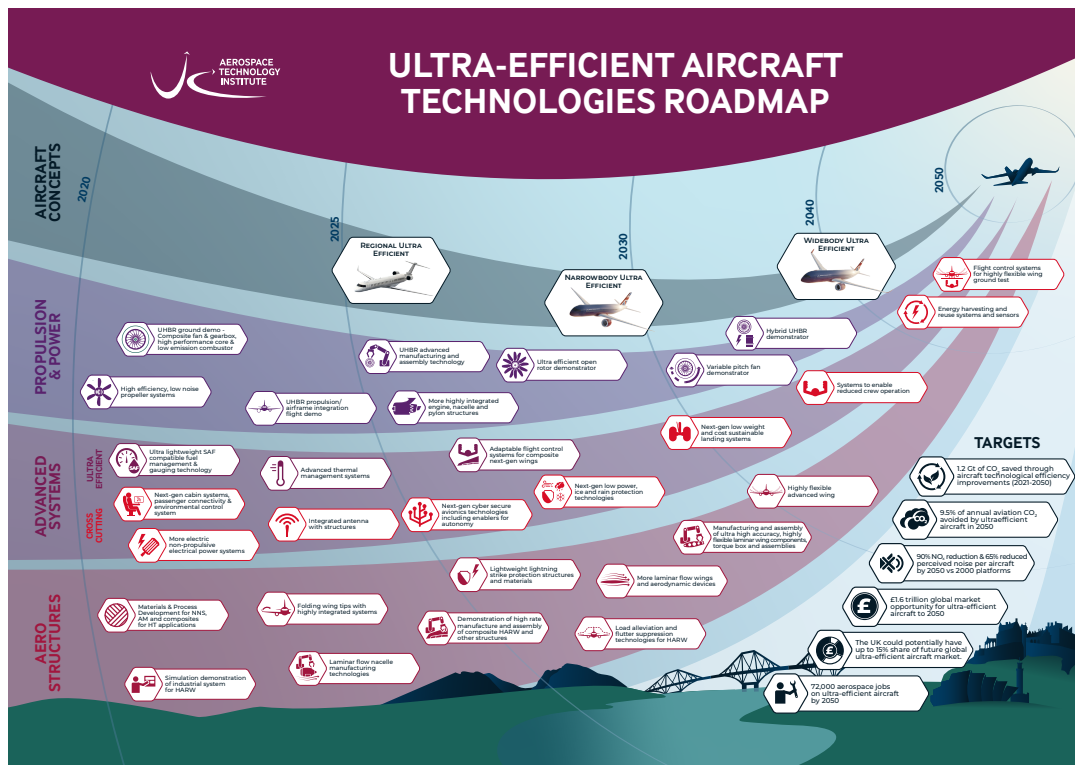 AEROSPACE
TECHNOLOGY
INSTITUTE
ULTRA-EFFICIENT AIRCRAFT
TECHNOLOGIES ROADMAP
AIRCRAFT
CONCEPTS
2020
2025
2030
2040
2050
REGIONAL ULTRA
EFFICIENT
NARROWBODY ULTRA
EFFICIENT
WIDEBODY ULTRA
EFFICIENT
PROPULSION
& POWER
UHBR ground demo -
Composite fan & gearbox,
high performance core &
low emission combustor
High efficiency, low noise
propeller systems
UHBR propulsion/
airframe integration
flight demo
UHBR advanced
manufacturing and
assembly technology
More highly integrated
engine, nacelle and
pylon structures
Ultra efficient open
rotor demonstrator
Variable pitch fan
demonstrator
Hybrid UHBR
demonstrator
ADVANCED
SYSTEMS
ULTRA
EFFICIENT
CROSS
CUTTING
Ultra lightweight SAF
compatible fuel
management &
gauging technology
SAF
Next-gen cabin systems,
passenger connectivity &
environmental control
system
More electric
non-propulsive
electrical power systems
Advanced thermal
management systems
Integrated antenna
with structures
Adaptable flight control
systems for composite
next-gen wings
Next-gen cyber secure
avionics technologies
including enablers for
autonomy
Next-gen low power,
ice and rain protection
technologies
Next-gen low weight
and cost sustainable
landing systems
Systems to enable
reduced crew operation
Energy harvesting and
reuse systems and sensors
Flight control systems
for highly flexible wing
ground test
AERO
STRUCTURES
Materials & Process
Development for NNS,
AM and composites
for HT applications
Simulation demonstration
of industrial system
for HARW
Folding wing tips with
highly integrated systems
Laminar flow nacelle
manufacturing
technologies
Lightweight lightning
strike protection structures
and materials
Demonstration of high rate
manufacture and assembly
of composite HARW and
other structures
More laminar flow wings
and aerodynamic devices
Load alleviation and
flutter suppression
technologies for HARW
Manufacturing and assembly
of ultra high accuracy, highly
flexible laminar wing components,
torque box and assemblies
Highly flexible
advanced wing
TARGETS
1.2 Gt of CO₂ saved through
aircraft technological efficiency
improvements (2021-2050)
CO₂
9.5% of annual aviation CO₂
avoided by ultraefficient
aircraft in 2050
90% NOₓ reduction & 65% reduced
perceived noise per aircraft
by 2050 vs 2000 platforms
£
£1.6 trillion global market
opportunity for ultra-efficient
aircraft to 2050
£
The UK could potentially have
up to 15% share of future global
ultra-efficient aircraft market.
72,000 aerospace jobs
on ultra-efficient aircraft
by 2050